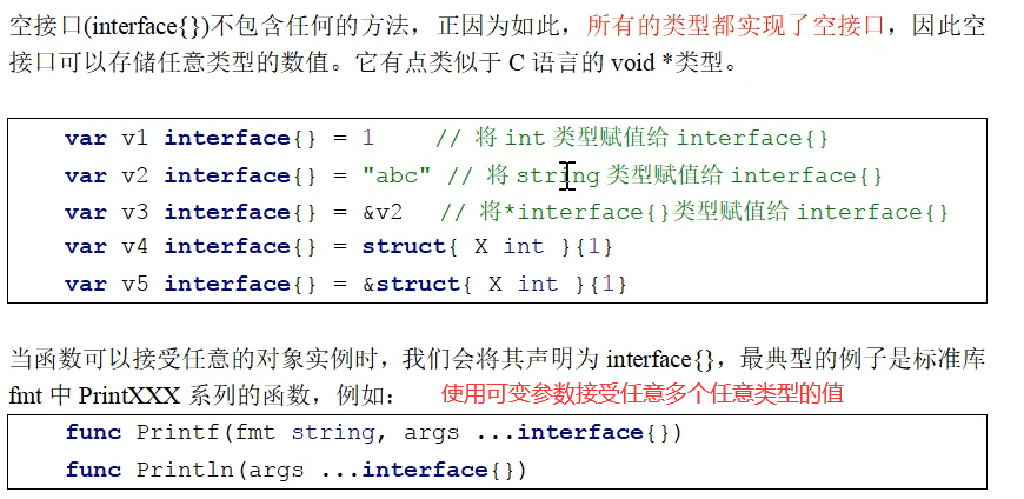 空接口(interface{})不包含任何的方法，正因为如此，所有的类型都实现了空接口，因此空
接口可以存储任意类型的数值。它有点类似于 C 语言的 void *类型。
var v1 interface{} = 1 // 将 int 类型赋值给 interface{}
var v2 interface{} = "abc" // 将 string 类型赋值给 interface{}
var v3 interface{} = &v2 // 将*interface{}类型赋值给 interface{}
var v4 interface{} = struct{ X int }{1}
var v5 interface{} = &struct{ X int }{1}
当函数可以接受任意的对象实例时，我们会将其声明为 interface{}，最典型的例子是标准库
fmt 中 PrintXXX 系列的函数，例如： 使用可变参数接受任意多个任意类型的值
func Printf(fmt string, args ...interface{})
func Println(args ...interface{})